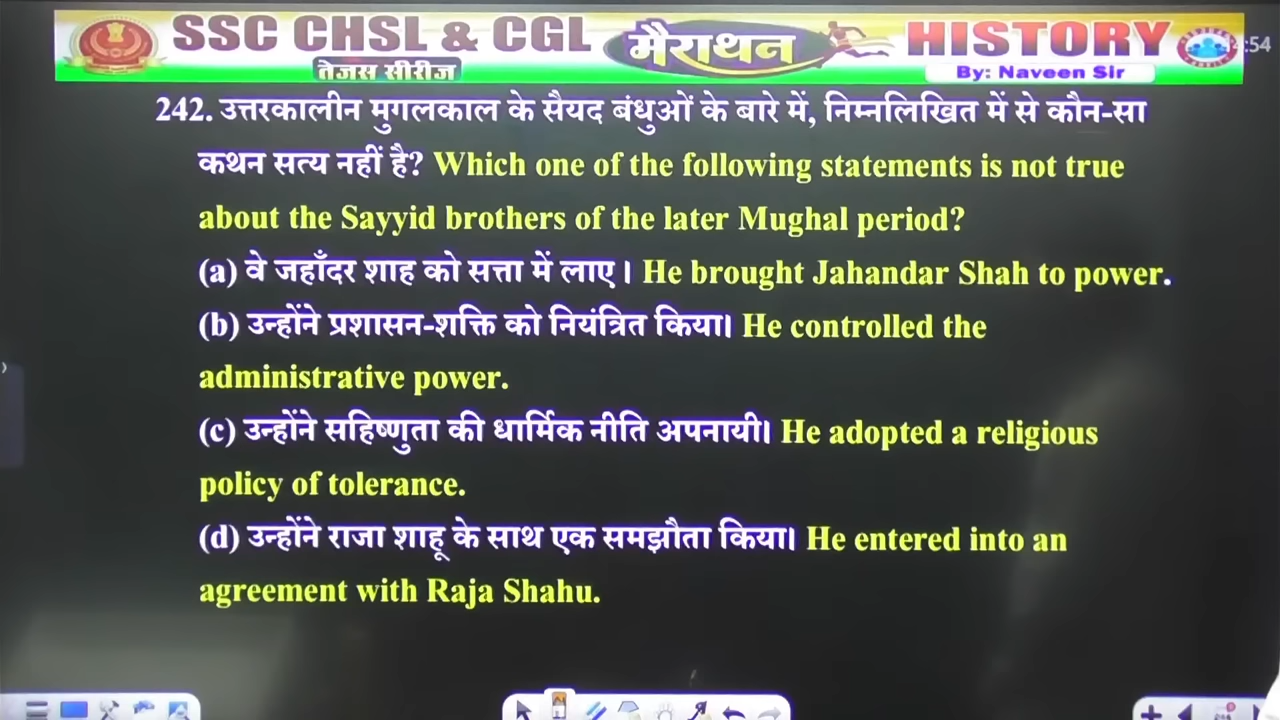 SSC CHSL & CGL मैराथन HISTORY
तेजस सीरीज By: Naveen Sir
:54
242. उत्तरकालीन मुगलकाल के सैयद बंधुओं के बारे में, निम्नलिखित में से कौन-सा
कथन सत्य नहीं है? Which one of the following statements is not true
about the Sayyid brothers of the later Mughal period?
(a) वे जहाँदर शाह को सत्ता में लाए। He brought Jahandar Shah to power.
(b) उन्होंने प्रशासन-शक्ति को नियंत्रित किया। He controlled the
administrative power.
(c) उन्होंने सहिष्णुता की धार्मिक नीति अपनायी। He adopted a religious
policy of tolerance.
(d) उन्होंने राजा शाहू के साथ एक समझौता किया। He entered into an
agreement with Raja Shahu.